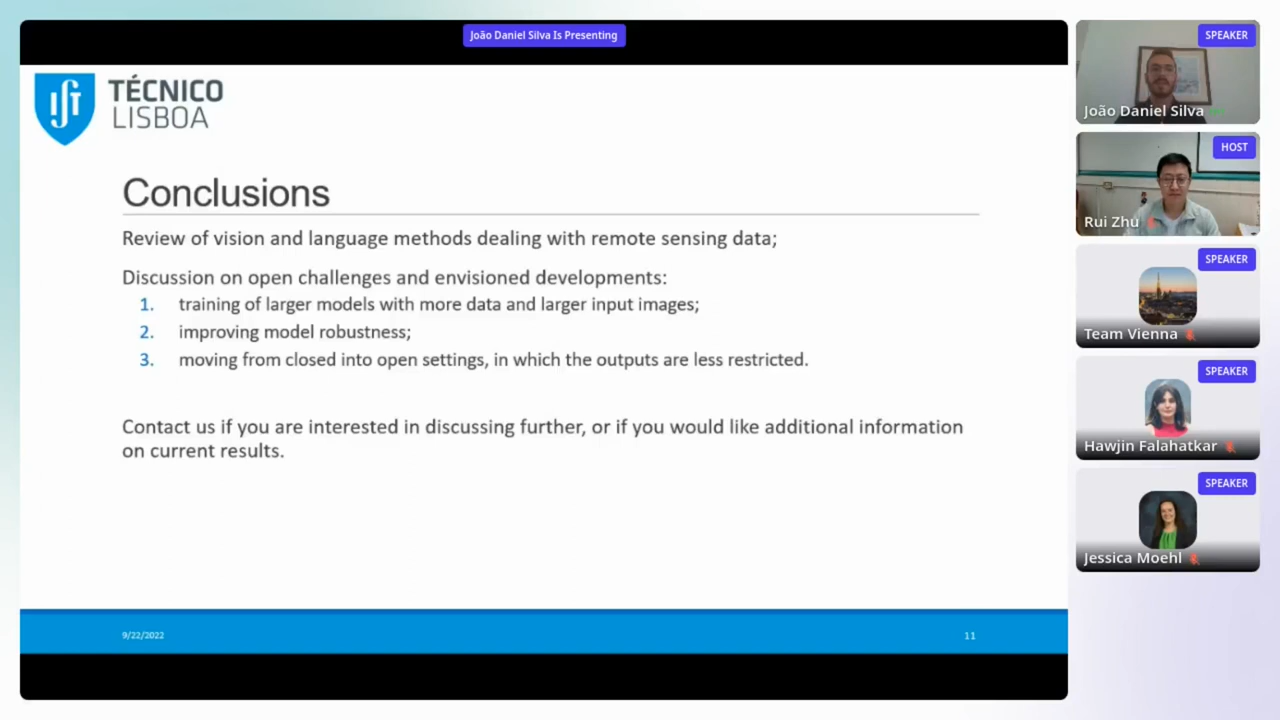 João Daniel Silva Is Presenting
TÉCNICO
LISBOA
Conclusions
Review of vision and language methods dealing with remote sensing data;
Discussion on open challenges and envisioned developments:
1. training of larger models with more data and larger input images;
2. improving model robustness;
3. moving from closed into open settings, in which the outputs are less restricted.
Contact us if you are interested in discussing further, or if you would like additional information
on current results.
9/22/2022
11
SPEAKER
João Daniel Silva
HOST
Rui Zhu
SPEAKER
Team Vienna
SPEAKER
Hawjin Falahatkar
SPEAKER
Jessica Moehl